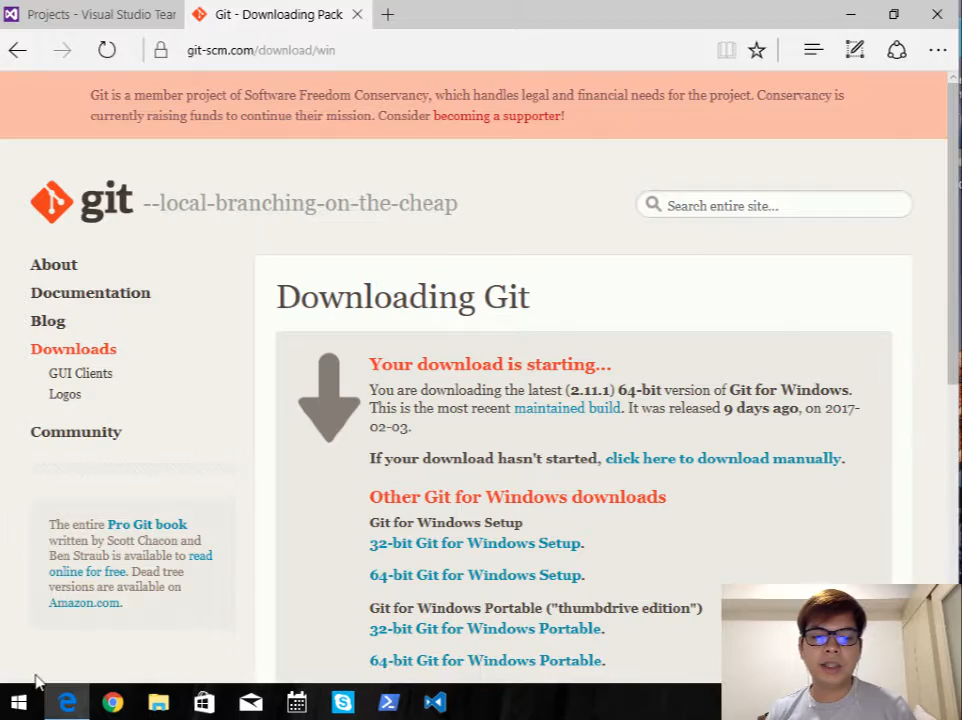 Projects - Visual Studio Tear
Git - Downloading Pack
git-scm.com/download/win
Git is a member project of Software Freedom Conservancy, which handles legal and financial needs for the project. Conservancy is
currently raising funds to continue their mission. Consider becoming a supporter!
git --local-branching-on-the-cheap
Search entire site...
About
Documentation
Blog
Downloads
GUI Clients
Logos
Community
The entire Pro Git book
written by Scott Chacon and
Ben Straub is available to read
online for free. Dead tree
versions are available on
Amazon.com.
Downloading Git
Your download is starting...
You are downloading the latest (2.11.1) 64-bit version of Git for Windows.
This is the most recent maintained build. It was released 9 days ago, on 2017-
02-03.
If your download hasn't started, click here to download manually.
Other Git for Windows downloads
Git for Windows Setup
32-bit Git for Windows Setup.
64-bit Git for Windows Setup.
Git for Windows Portable ("thumbdrive edition")
32-bit Git for Windows Portable.
64-bit Git for Windows Portable.